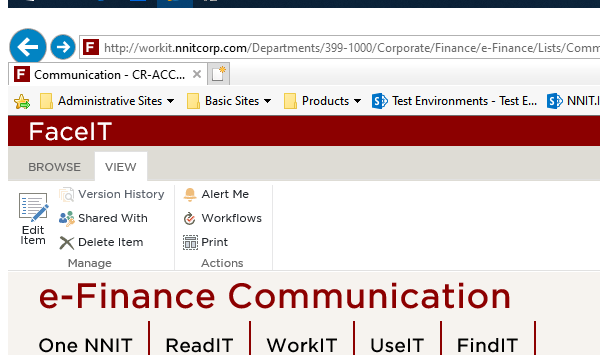 F http://workit.nnitcorp.com/Departments/399-1000/Corporate/Finance/e-Finance/Lists/Comm
F Communication - CR-ACC... ×
Administrative Sites Basic Sites Products Test Environments - Test E... NNIT.
FaceIT
BROWSE VIEW
Version History Alert Me
Edit Item Shared With Workflows
Delete Item Print
Manage Actions
e-Finance Communication
One NNIT ReadIT WorkIT UseIT FindIT